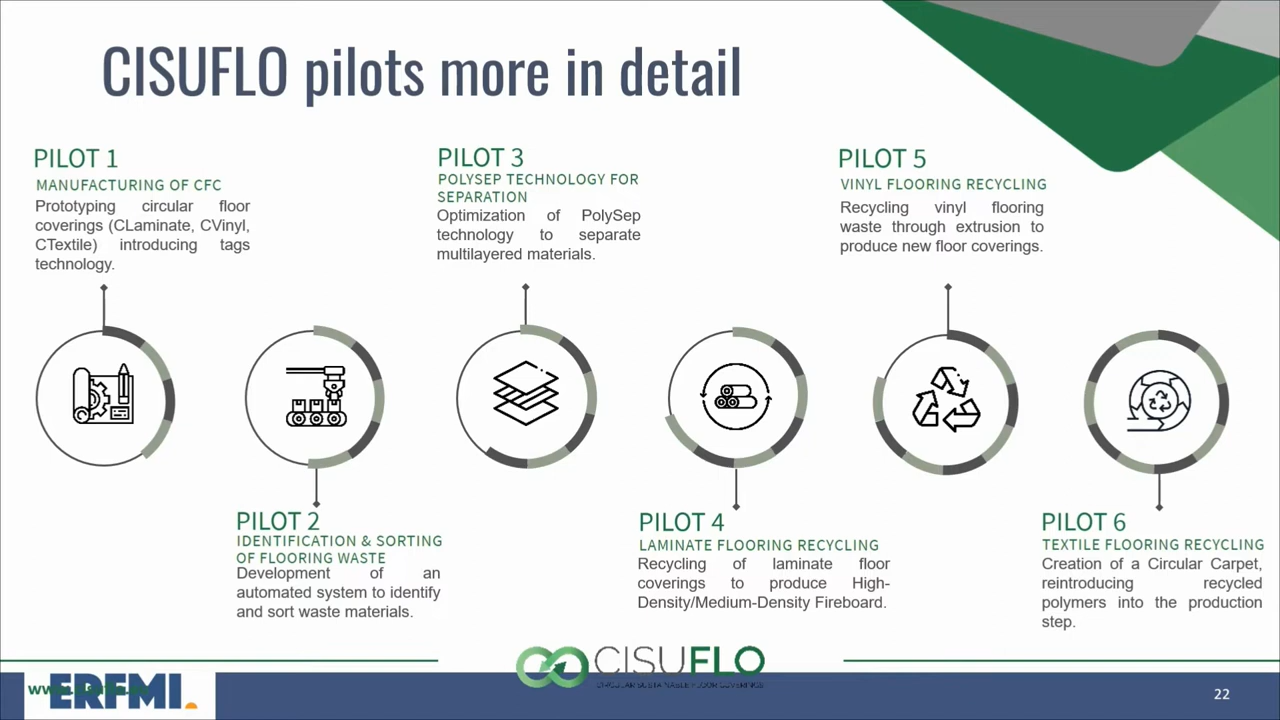 CISUFLO pilots more in detail
PILOT 1
MANUFACTURING OF CFC
Prototyping circular floor
coverings (CLaminate, CVinyl,
CTextile) introducing tags
technology.
PILOT 2
IDENTIFICATION & SORTING
OF FLOORING WASTE
Development of an
automated system to identify
and sort waste materials.
PILOT 3
POLYSEP TECHNOLOGY FOR
SEPARATION
Optimization of PolySep
technology to separate
multilayered materials.
PILOT 4
LAMINATE FLOORING RECYCLING
Recycling of laminate floor
coverings to produce High-
Density/Medium-Density Fireboard.
PILOT 5
VINYL FLOORING RECYCLING
Recycling vinyl flooring
waste through extrusion to
produce new floor coverings.
PILOT 6
TEXTILE FLOORING RECYCLING
Creation of a Circular Carpet,
reintroducing recycled
polymers into the production
step.
CISUFLO
CIRCULAR SUSTAINABLE FLOOR COVERINGS
ERFMI.
22